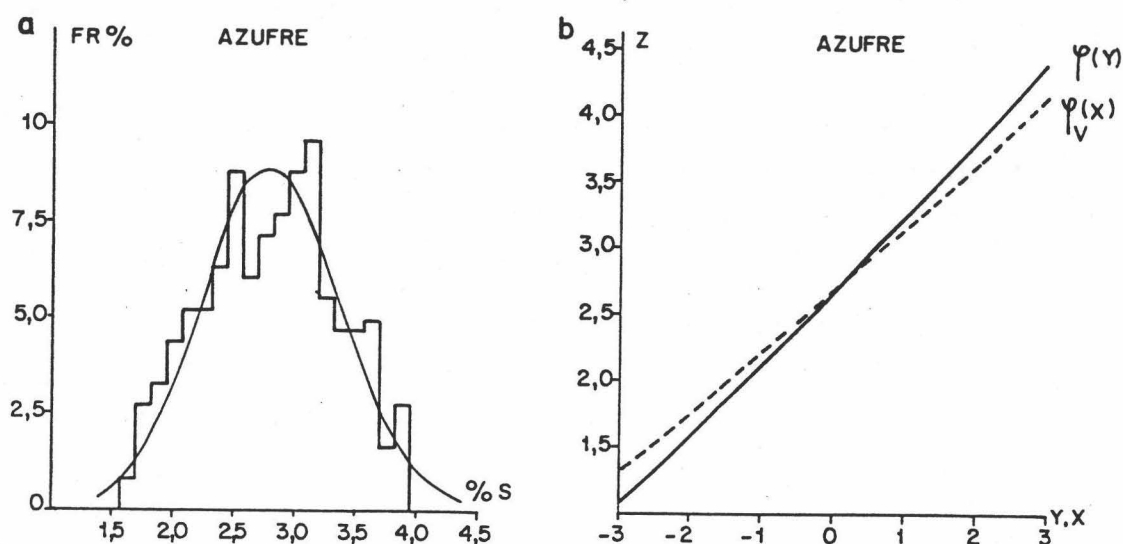 a
FR %
AZUFRE
10
7,5
5,0
2,5
0
% S
1,5 2,0 2,5 3,0 3,5 4,0 4,5
b
Z
AZUFRE
4,5
4,0
3,5
3,0
2,5
2,0
1,5
φ(Y)
φ_V(X)
-3 -2 -1 0 1 2 3
Y,X